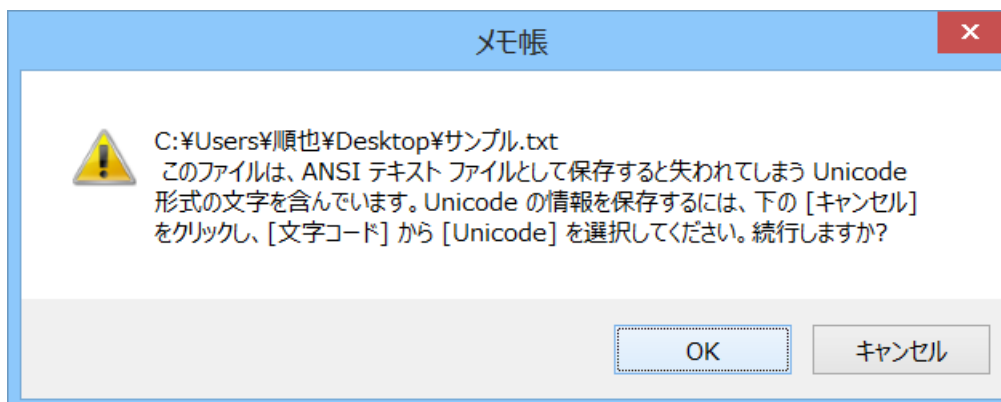 メモ帳
C:¥Users¥順也¥Desktop¥サンプル.txt
このファイルは、ANSI テキスト ファイルとして保存すると失われてしまう Unicode
形式の文字を含んでいます。Unicode の情報を保存するには、下の [キャンセル]
をクリックし、[文字コード] から [Unicode] を選択してください。続行しますか?
OK
キャンセル